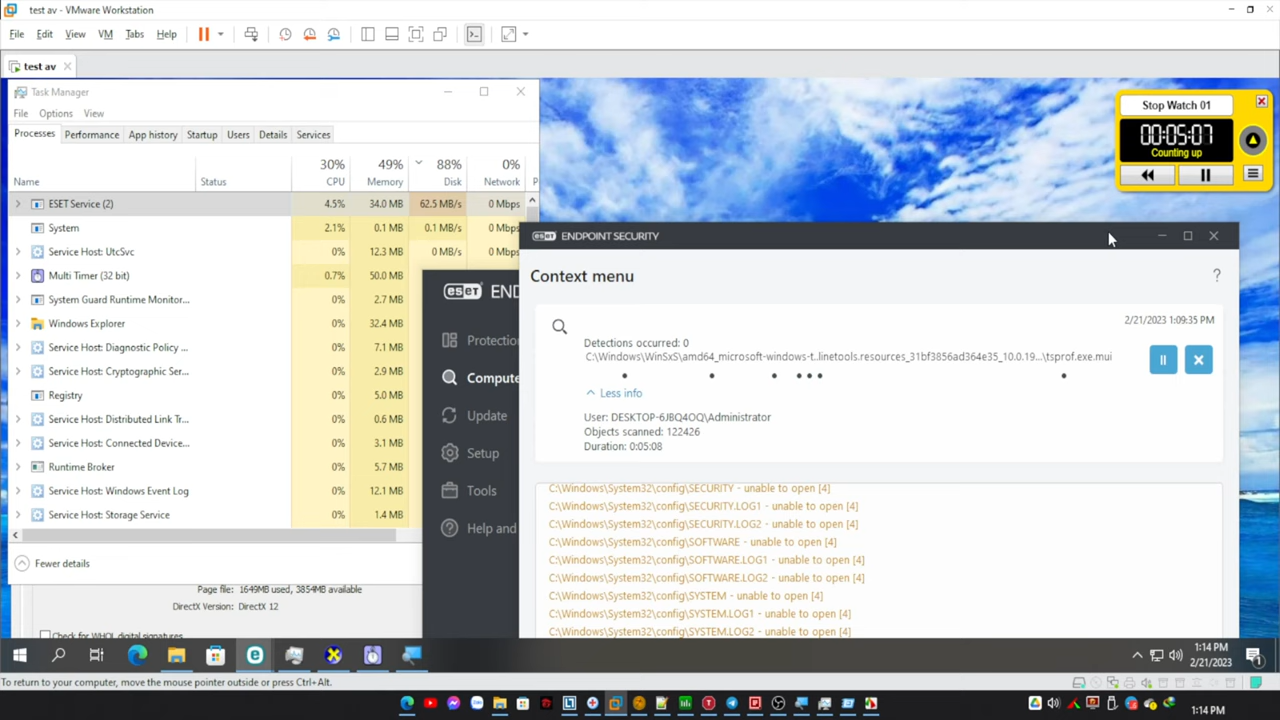 test av - VMware Workstation
File Edit View VM Tabs Help
test av
Task Manager
File Options View
Processes Performance App history Startup Users Details Services
30% 49% 88% 0%
Name Status CPU Memory Disk Network P
ESET Service (2) 4.5% 34.0 MB 62.5 MB/s 0 Mbps
System 2.1% 0.1 MB 0.1 MB/s 0 Mbps
Service Host: UtcSvc 0% 12.3 MB 0 MB/s 0 Mbps
Multi Timer (32 bit) 0.7% 50.0 MB
System Guard Runtime Monitor... 0% 2.7 MB
Windows Explorer 0% 32.4 MB
Service Host: Diagnostic Policy ... 0% 7.1 MB
Service Host: Cryptographic Ser... 0% 2.9 MB
Registry 0% 5.0 MB
Service Host: Distributed Link Tr... 0% 2.6 MB
Service Host: Connected Device... 0% 3.1 MB
Runtime Broker 0% 5.7 MB
Service Host: Windows Event Log 0% 12.1 MB
Service Host: Storage Service 0% 1.4 MB
Fewer details
Page file: 1649MB used, 3854MB available
DirectX Version: DirectX 12
Check for WHQL digital signatures
Stop Watch 01
00:05:07
Counting up
eset END
Protection
Compute
Update
Setup
Tools
Help and
eset ENDPOINT SECURITY
Context menu
?
2/21/2023 1:09:35 PM
Detections occurred: 0
C:\Windows\WinSxS\amd64_microsoft-windows-t..linetools.resources_31bf3856ad364e35_10.0.19...\tsprof.exe.mui
Less info
User: DESKTOP-6JBQ4OQ\Administrator
Objects scanned: 122426
Duration: 0:05:08
C:\Windows\System32\config\SECURITY - unable to open [4]
C:\Windows\System32\config\SECURITY.LOG1 - unable to open [4]
C:\Windows\System32\config\SECURITY.LOG2 - unable to open [4]
C:\Windows\System32\config\SOFTWARE - unable to open [4]
C:\Windows\System32\config\SOFTWARE.LOG1 - unable to open [4]
C:\Windows\System32\config\SOFTWARE.LOG2 - unable to open [4]
C:\Windows\System32\config\SYSTEM - unable to open [4]
C:\Windows\System32\config\SYSTEM.LOG1 - unable to open [4]
C:\Windows\System32\config\SYSTEM.LOG2 - unable to open [4]
1:14 PM
2/21/2023
To return to your computer, move the mouse pointer outside or press Ctrl+Alt.
1:14 PM